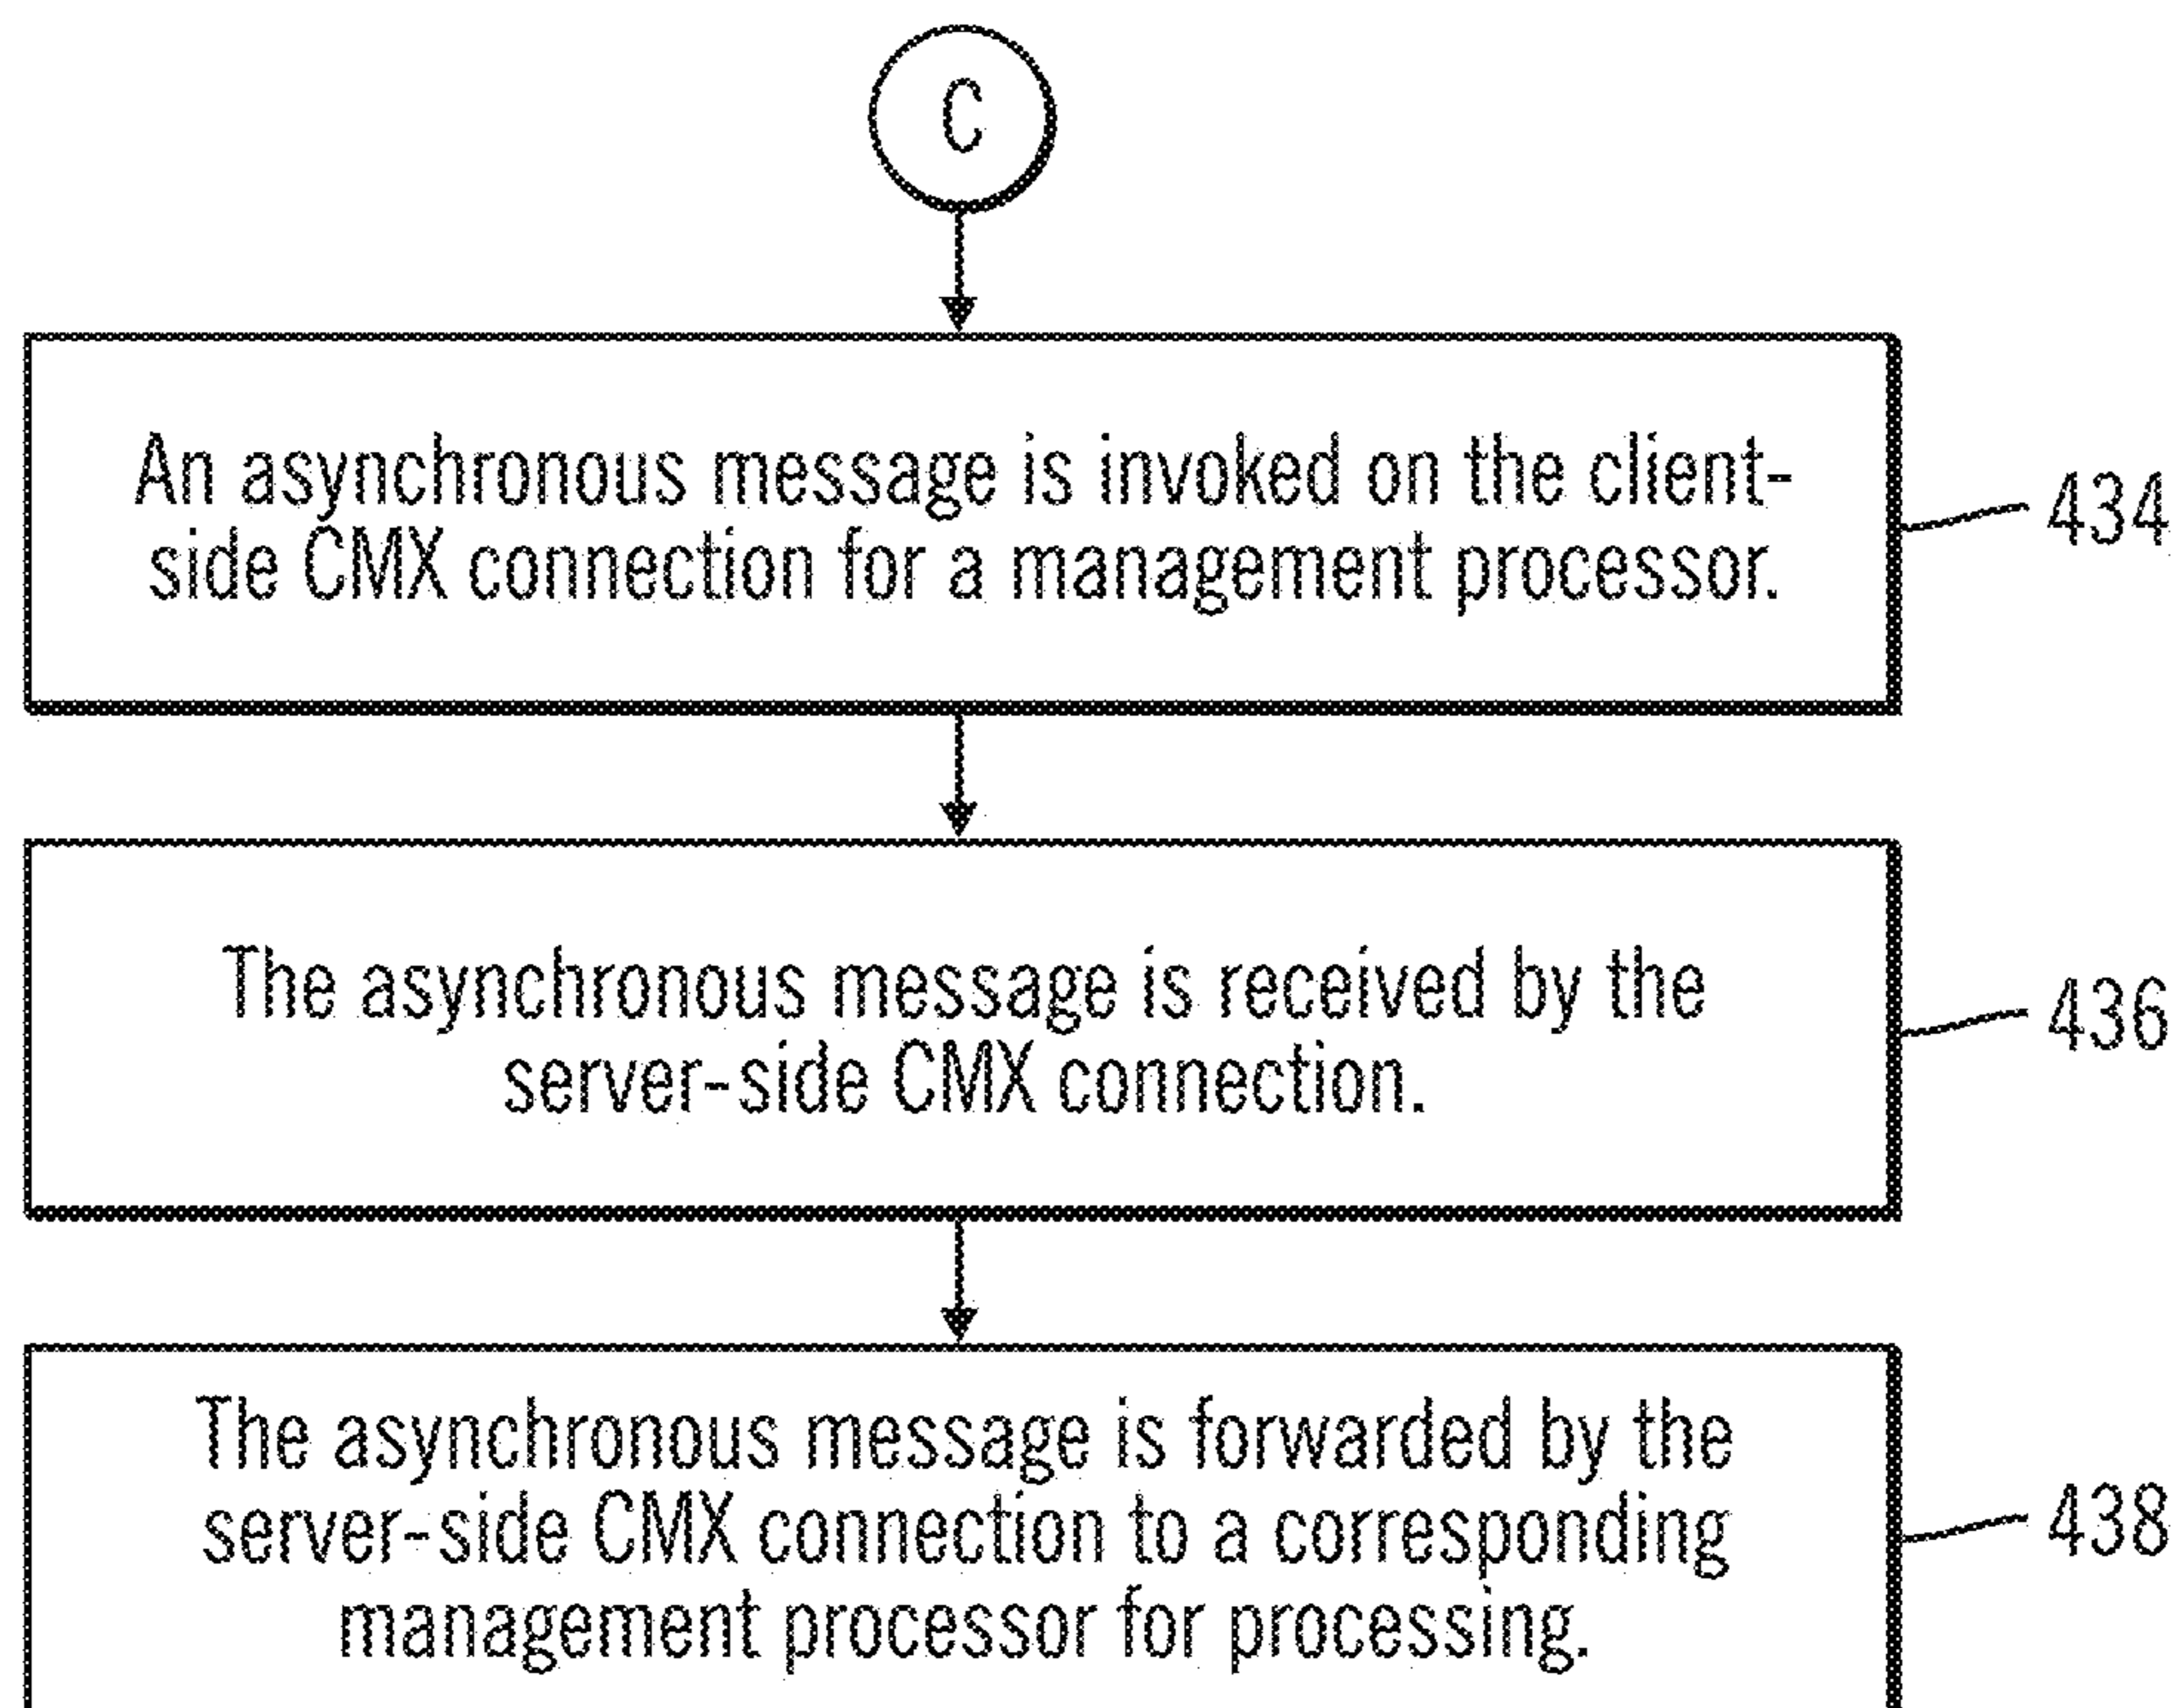 C
An asynchronous message is invoked on the client-
side CMX connection for a management processor.
434
The asynchronous message is received by the
server-side CMX connection.
436
The asynchronous message is forwarded by the
server-side CMX connection to a corresponding
management processor for processing.
438